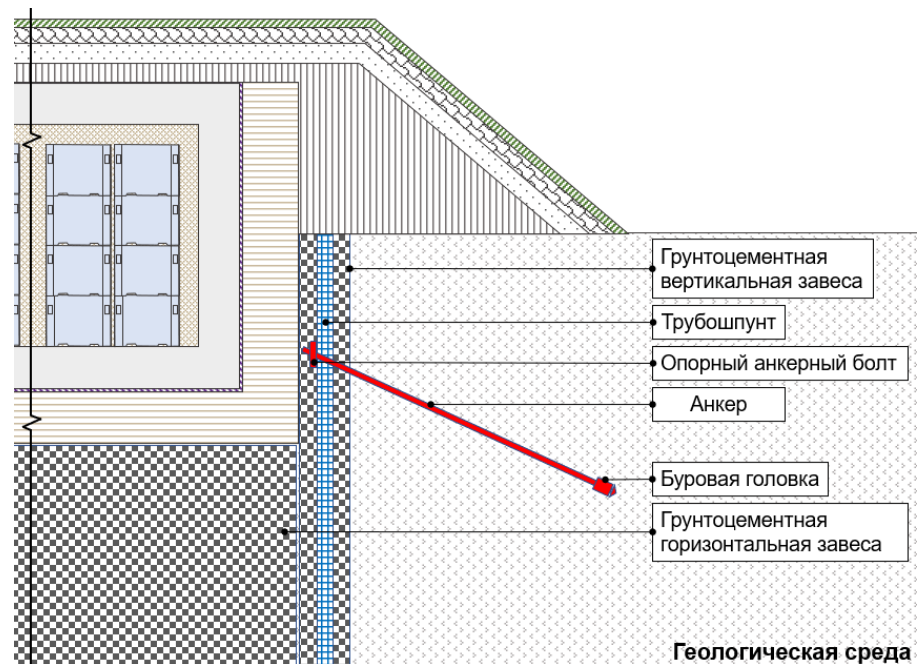 Грунтоцементная
вертикальная завеса
Трубошпунт
Опорный анкерный болт
Анкер
Буровая головка
Грунтоцементная
горизонтальная завеса
Геологическая среда